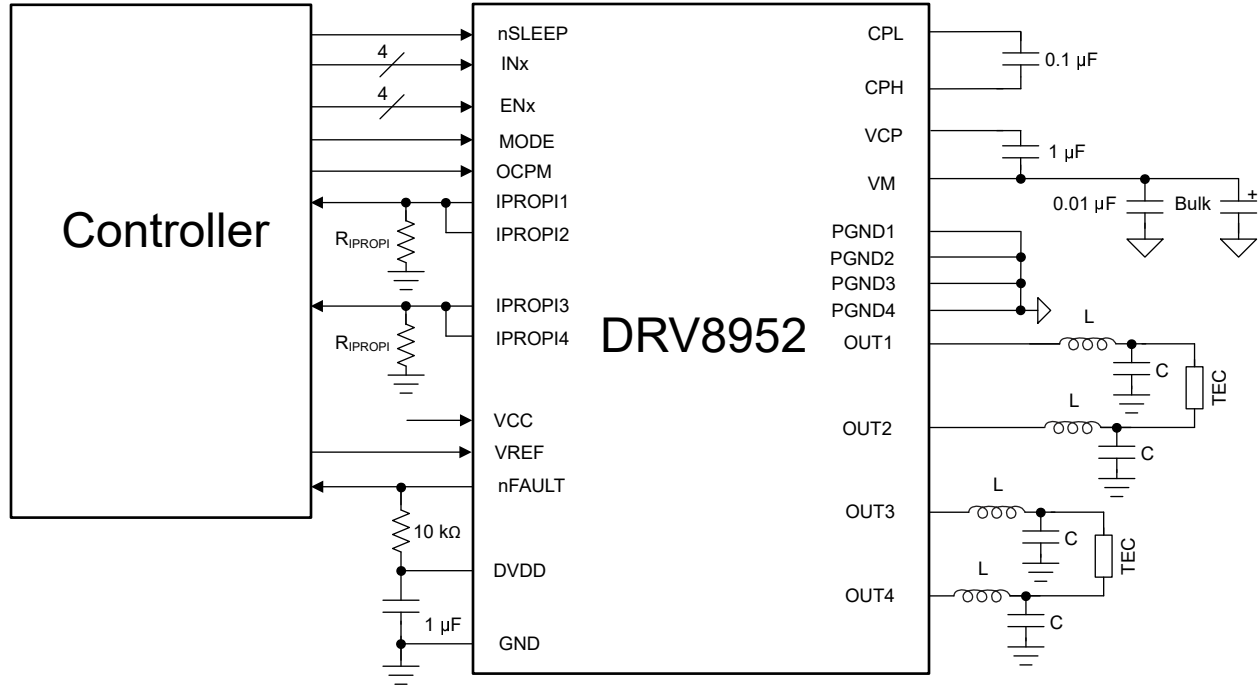 Controller
4
4
nSLEEP
INx
ENx
MODE
OCPM
IPROPI1
IPROPI2
R_IPROPI
IPROPI3
IPROPI4
R_IPROPI
VCC
VREF
nFAULT
10 kΩ
DVDD
1 µF
GND
DRV8952
CPL
CPH
VCP
VM
PGND1
PGND2
PGND3
PGND4
OUT1
OUT2
OUT3
OUT4
0.1 µF
1 µF
0.01 µF
Bulk
+
L
C
TEC
L
C
L
C
TEC
L
C